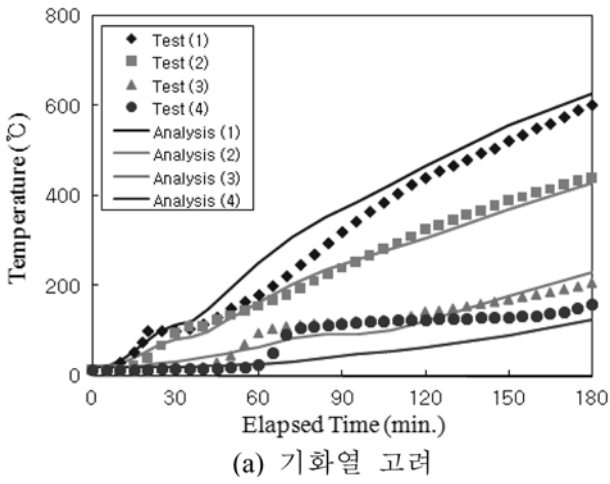 800
600
400
200
0
Temperature (℃)
Test (1)
Test (2)
Test (3)
Test (4)
Analysis (1)
Analysis (2)
Analysis (3)
Analysis (4)
0 30 60 90 120 150 180
Elapsed Time (min.)
(a) 기화열 고려